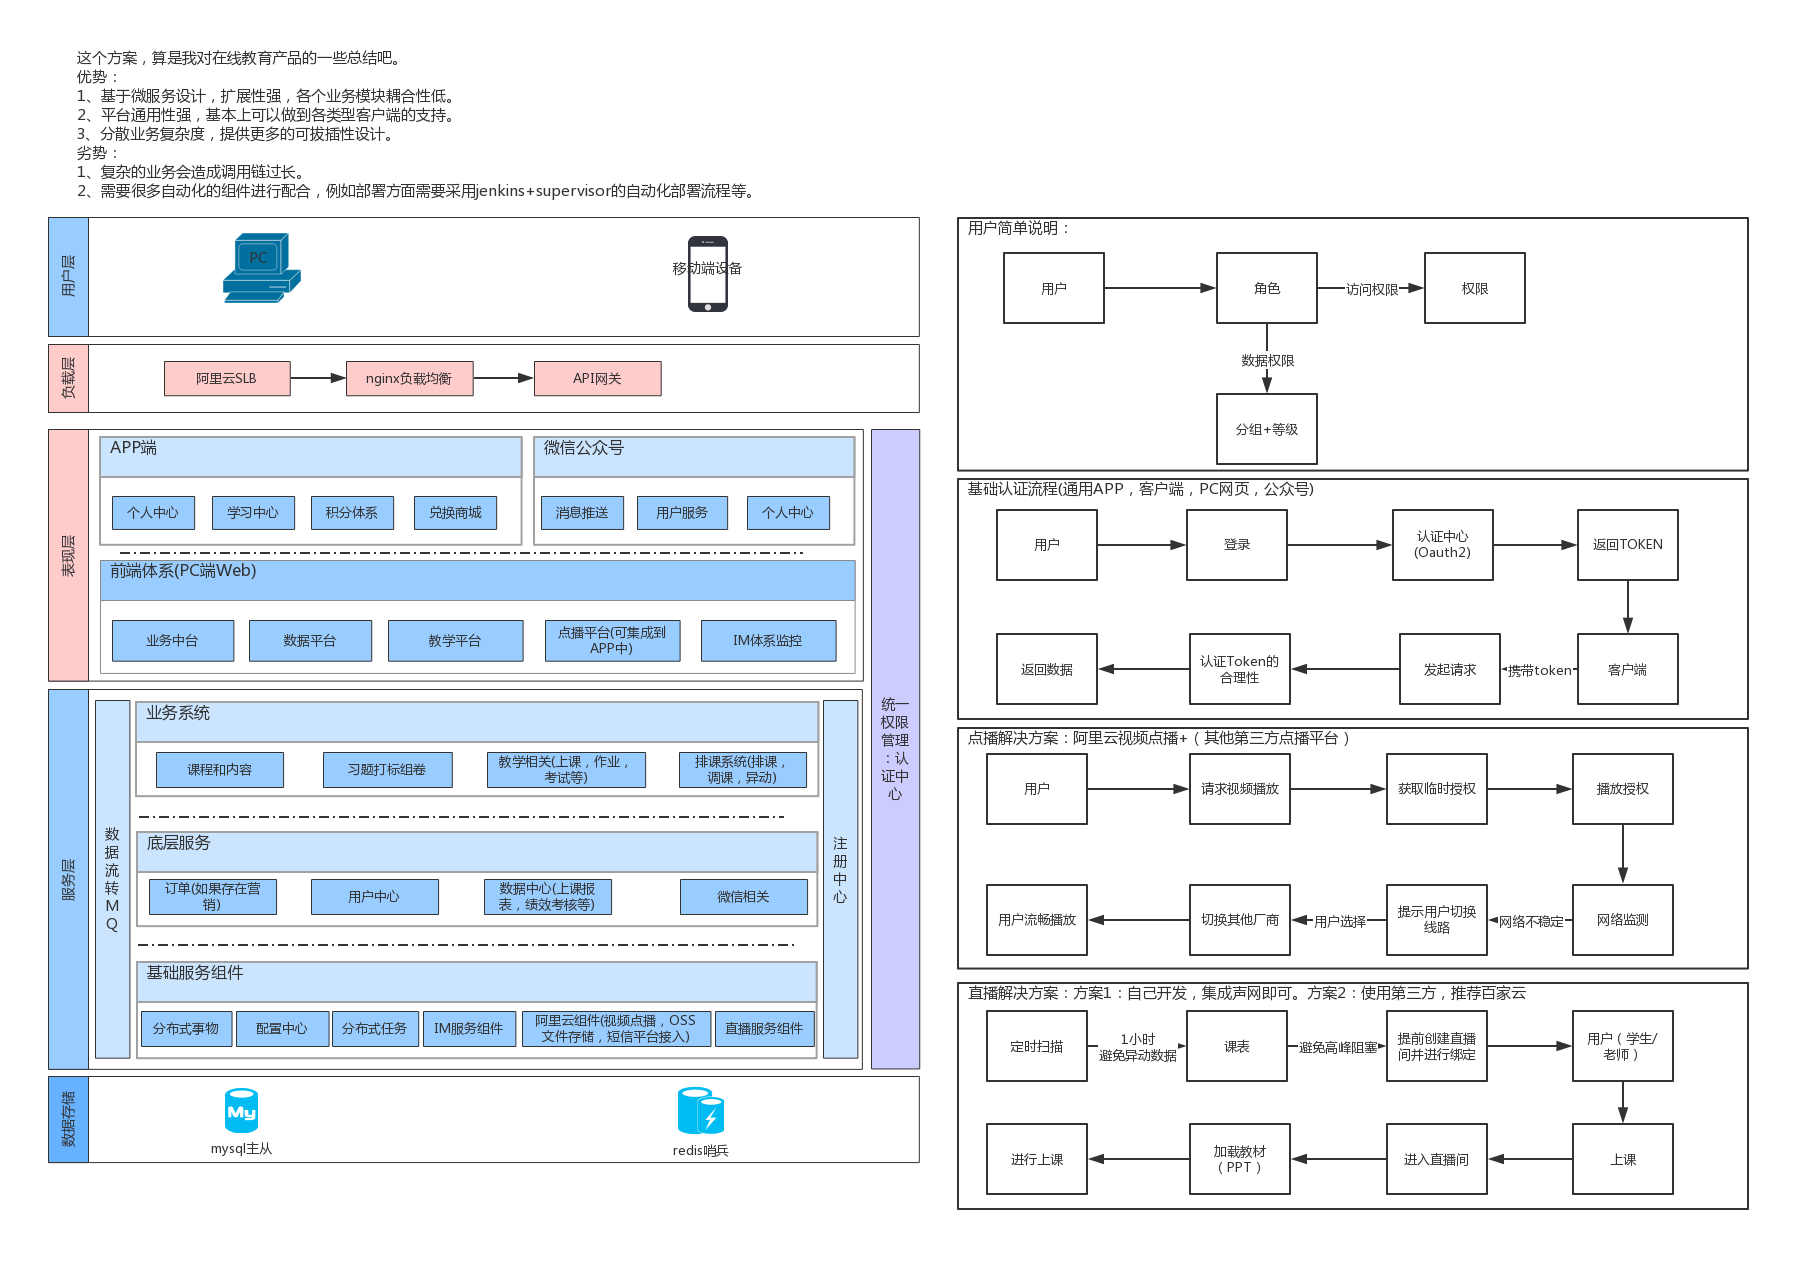 这个方案，算是我对在线教育产品的一些总结吧。
优势：
1、基于微服务设计，扩展性强，各个业务模块耦合性低。
2、平台通用性强，基本上可以做到各类型客户端的支持。
3、分散业务复杂度，提供更多的可拔插性设计。
劣势：
1、复杂的业务会造成调用链过长。
2、需要很多自动化的组件进行配合，例如部署方面需要采用jenkins+supervisor的自动化部署流程等。
用户层
PC
移动端设备
负载层
阿里云SLB
nginx负载均衡
API网关
表现层
APP端
个人中心
学习中心
积分体系
兑换商城
微信公众号
消息推送
用户服务
个人中心
前端体系(PC端Web)
业务中台
数据平台
教学平台
点播平台(可集成到
APP中)
IM体系监控
统一
权限
管理
：认
证中
心
服务层
数
据
流
转
M
Q
业务系统
课程和内容
习题打标组卷
教学相关(上课，作业，
考试等)
排课系统(排课，
调课，异动)
底层服务
订单(如果存在营
销)
用户中心
数据中心(上课报
表，绩效考核等)
微信相关
基础服务组件
分布式事物
配置中心
分布式任务
IM服务组件
阿里云组件(视频点播，OSS
文件存储，短信平台接入)
直播服务组件
注
册
中
心
数据存储
My
mysql主从
redis哨兵
用户简单说明：
用户
角色
访问权限
权限
数据权限
分组+等级
基础认证流程(通用APP，客户端，PC网页，公众号)
用户
登录
认证中心
(Oauth2)
返回TOKEN
返回数据
认证Token的
合理性
发起请求
携带token
客户端
点播解决方案：阿里云视频点播+（其他第三方点播平台）
用户
请求视频播放
获取临时授权
播放授权
用户流畅播放
切换其他厂商
用户选择
提示用户切换
线路
网络不稳定
网络监测
直播解决方案：方案1：自己开发，集成声网即可。方案2：使用第三方，推荐百家云
定时扫描
1小时
避免异动数据
课表
避免高峰阻塞
提前创建直播
间并进行绑定
用户（学生/
老师）
进行上课
加载教材
（PPT）
进入直播间
上课